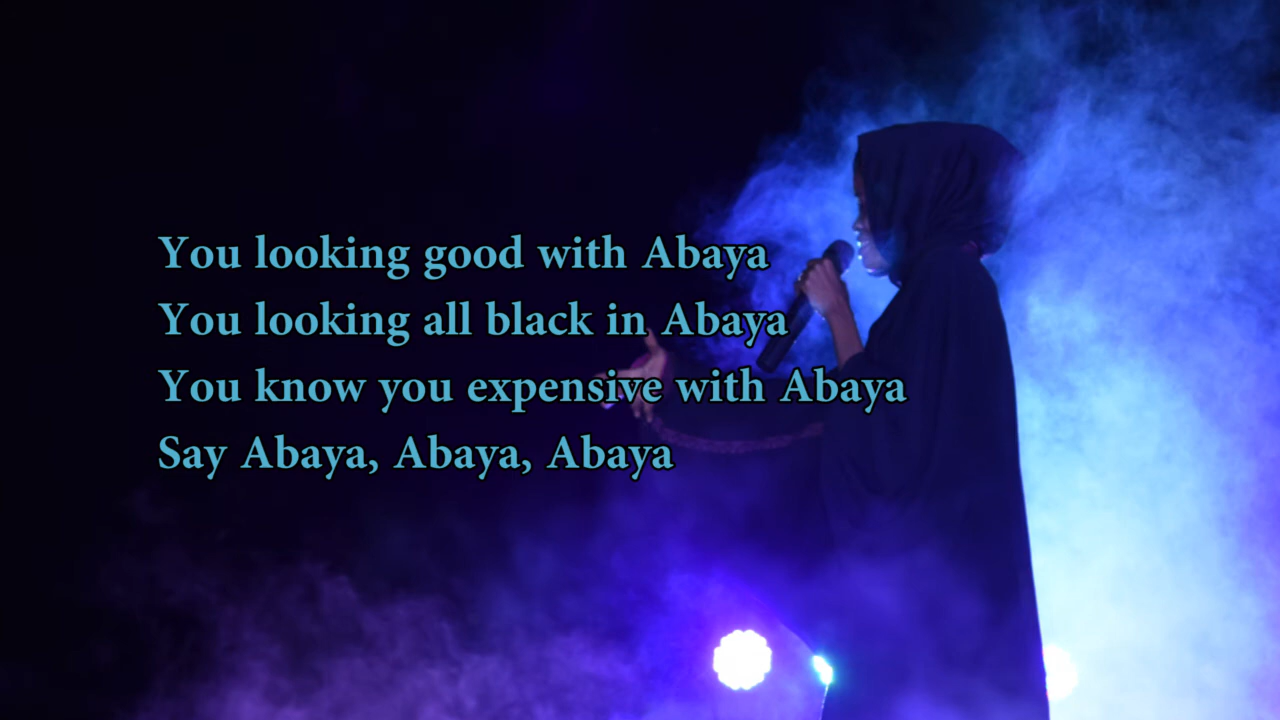 You looking good with Abaya
You looking all black in Abaya
You know you expensive with Abaya
Say Abaya, Abaya, Abaya